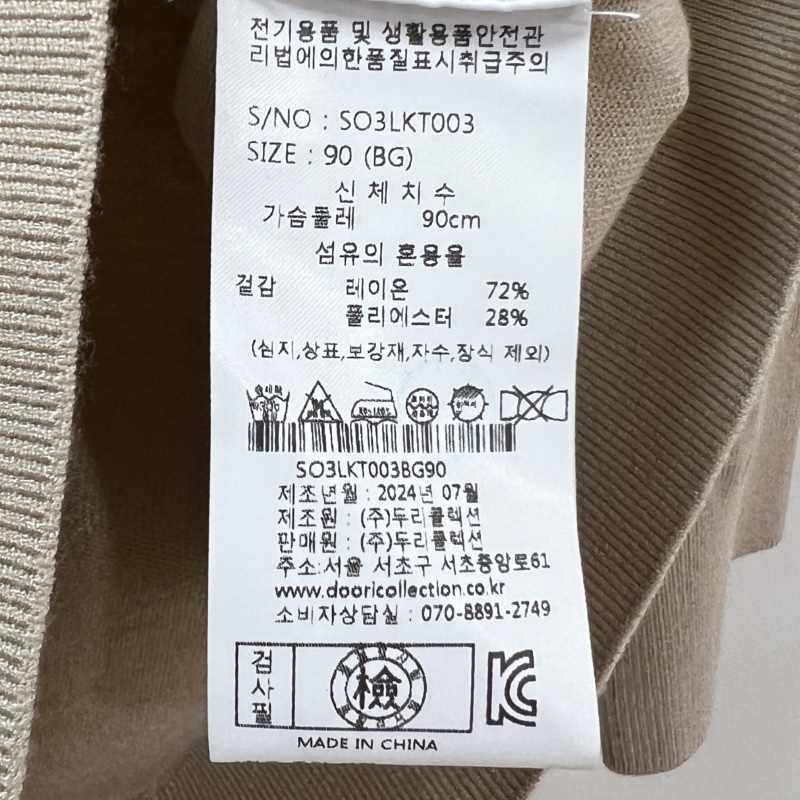 전기용품 및 생활용품안전관
리법에의한품질표시취급주의
S/NO : SO3LKT003
SIZE : 90 (BG)
신 체 치 수
가슴둘레 90cm
섬유의 혼용율
겉감 레이온 72%
폴리에스터 28%
(심지,상표,보강재,자수,장식 제외)
SO3LKT003BG90
제조년월 : 2024년 07월
제조원 : (주)두리콜렉션
판매원 : (주)두리콜렉션
주소:서울 서초구 서초중앙로61
www.dooricollection.co.kr
소비자상담실 : 070-8891-2749
검사필 檢
MADE IN CHINA